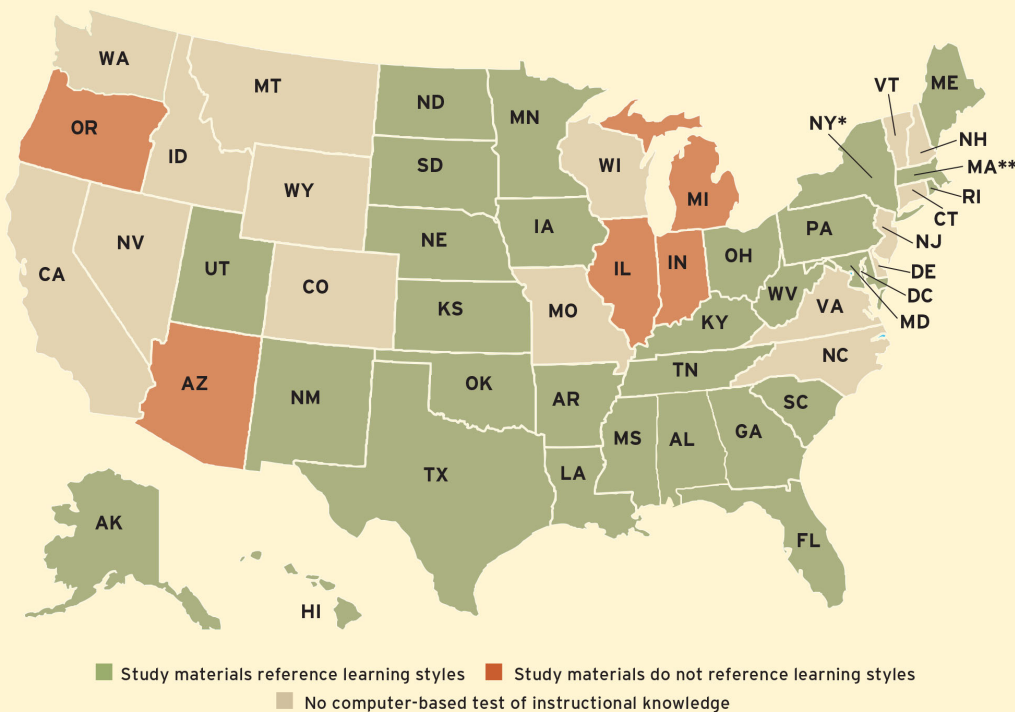 WA
MT
ND
MN
ME
VT
NY*
NH
MA**
RI
CT
OR
ID
SD
WI
MI
WY
IA
PA
NJ
NE
OH
DE
DC
MD
NV
UT
CO
IL
IN
WV
VA
CA
KS
MO
KY
NC
AZ
NM
OK
AR
TN
SC
MS
AL
GA
TX
LA
AK
FL
HI
Study materials reference learning styles
Study materials do not reference learning styles
No computer-based test of instructional knowledge